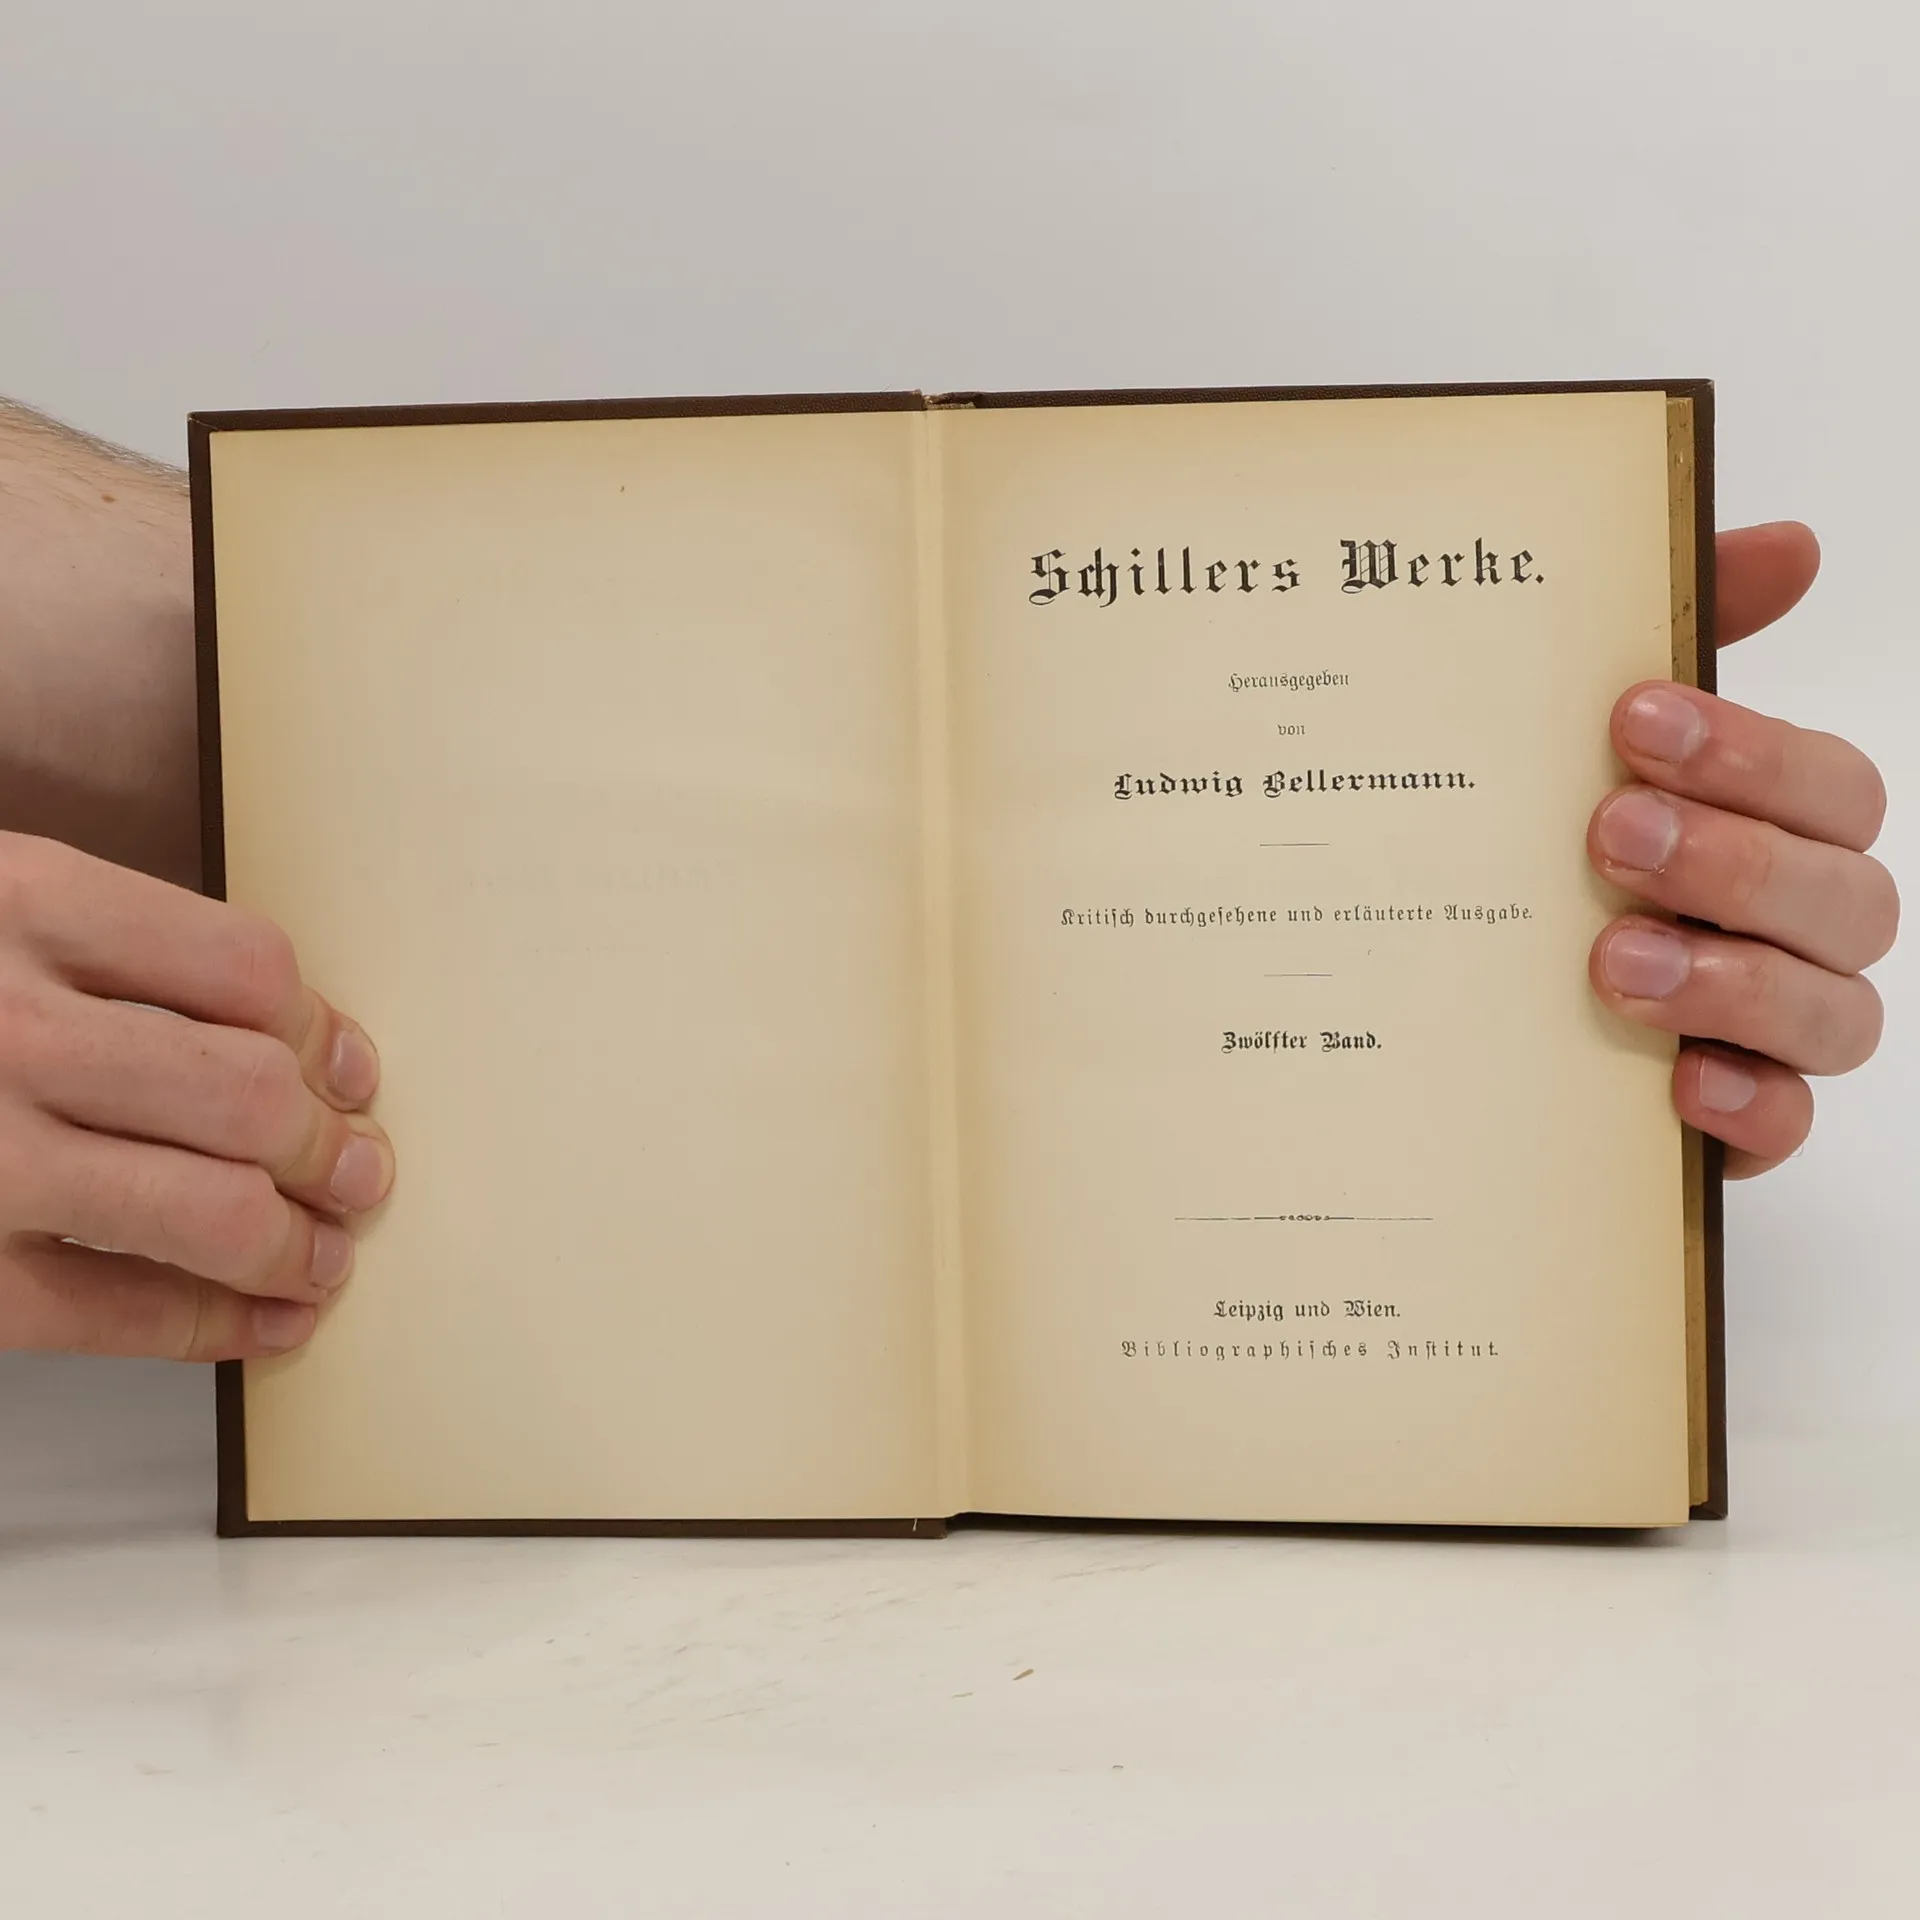 Schillers Werke.
Herausgegeben
von
Ludwig Bellermann.
Kritiſch durchgeſehene und erläuterte Ausgabe.
Zwölfter Band.
Leipzig und Wien.
Bibliographiſches Inſtitut.